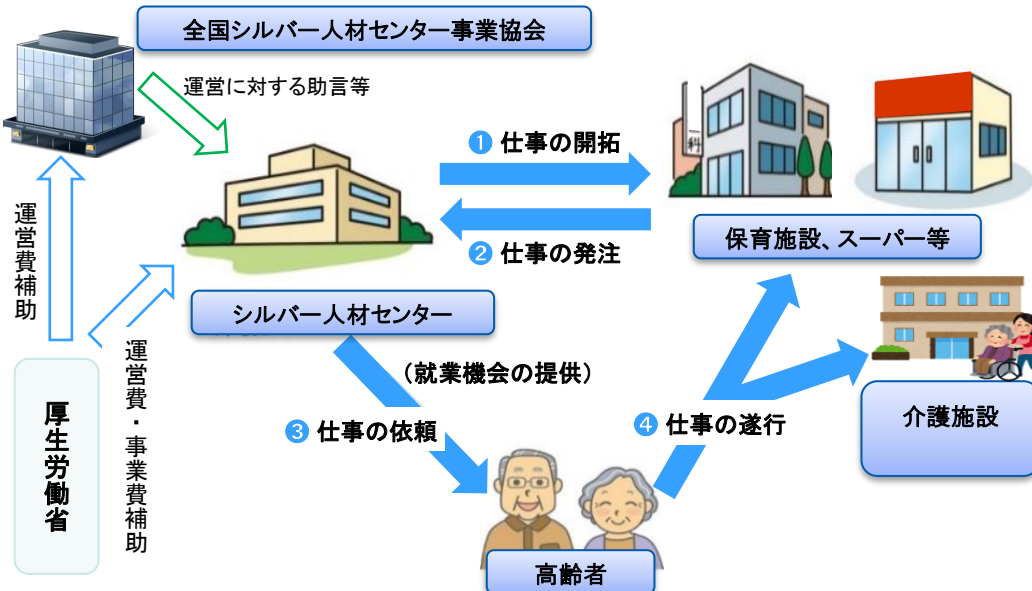 全国シルバー人材センター事業協会
運営に対する助言等
❶ 仕事の開拓
科
❷ 仕事の発注
保育施設、スーパー等
運営費補助
シルバー人材センター
運営費・事業費補助
(就業機会の提供)
厚生労働省
❸ 仕事の依頼
❹ 仕事の遂行
介護施設
高齢者